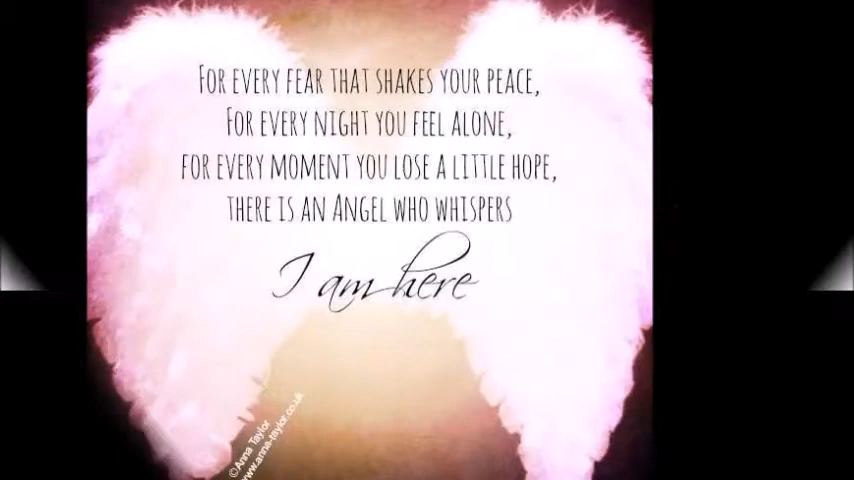 FOR EVERY FEAR THAT SHAKES YOUR PEACE,
FOR EVERY NIGHT YOU FEEL ALONE,
FOR EVERY MOMENT YOU LOSE A LITTLE HOPE,
THERE IS AN ANGEL WHO WHISPERS
I am here
©Anna Taylor
www.anna-taylor.co.uk